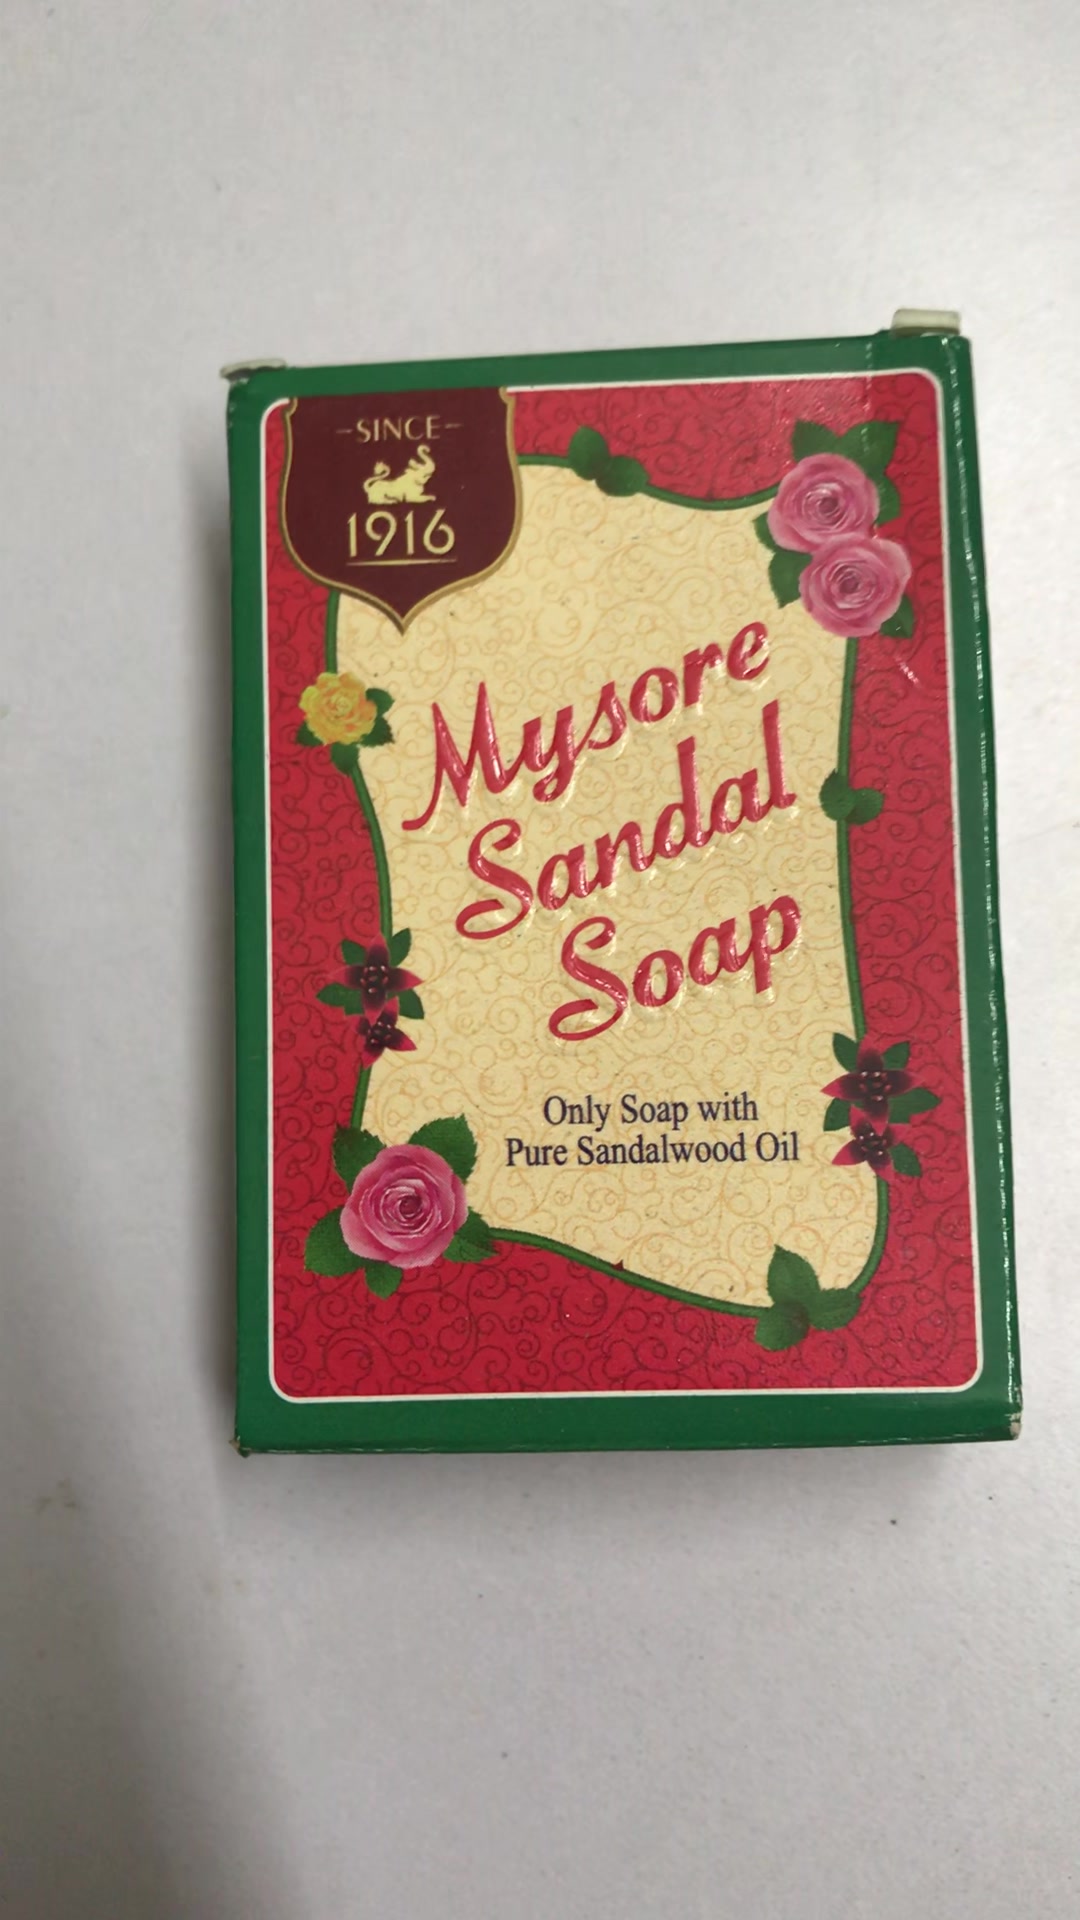 -SINCE-
1916
Mysore
Sandal
Soap
Only Soap with
Pure Sandalwood Oil